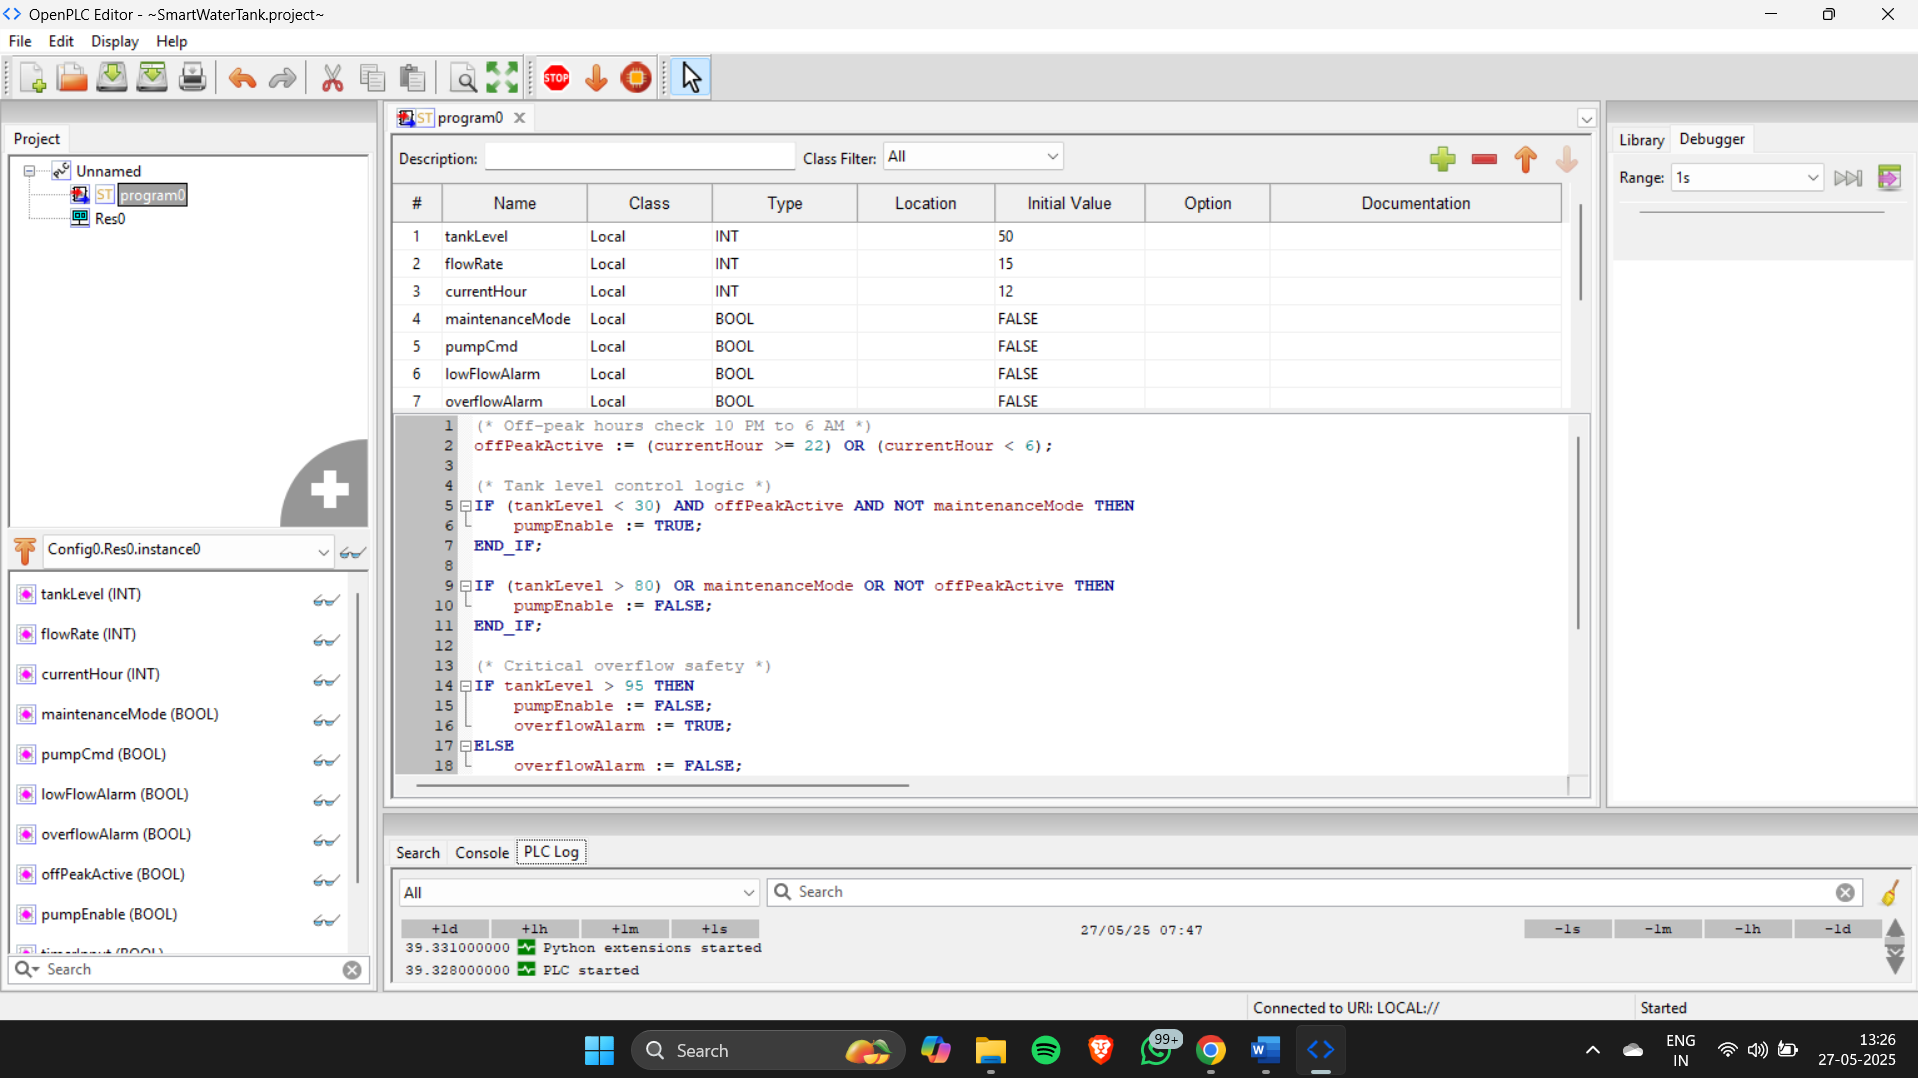 OpenPLC Editor - ~SmartWaterTank.project~
File Edit Display Help
STOP
Project
Unnamed
ST program0
Res0
Config0.Res0.instance0
tankLevel (INT)
flowRate (INT)
currentHour (INT)
maintenanceMode (BOOL)
pumpCmd (BOOL)
lowFlowAlarm (BOOL)
overflowAlarm (BOOL)
offPeakActive (BOOL)
pumpEnable (BOOL)
Search
ST program0
Description: Class Filter: All
# Name Class Type Location Initial Value Option Documentation
1 tankLevel Local INT 50
2 flowRate Local INT 15
3 currentHour Local INT 12
4 maintenanceMode Local BOOL FALSE
5 pumpCmd Local BOOL FALSE
6 lowFlowAlarm Local BOOL FALSE
7 overflowAlarm Local BOOL FALSE
1 (* Off-peak hours check 10 PM to 6 AM *)
2 offPeakActive := (currentHour >= 22) OR (currentHour < 6);
3
4 (* Tank level control logic *)
5 IF (tankLevel < 30) AND offPeakActive AND NOT maintenanceMode THEN
6 pumpEnable := TRUE;
7 END_IF;
8
9 IF (tankLevel > 80) OR maintenanceMode OR NOT offPeakActive THEN
10 pumpEnable := FALSE;
11 END_IF;
12
13 (* Critical overflow safety *)
14 IF tankLevel > 95 THEN
15 pumpEnable := FALSE;
16 overflowAlarm := TRUE;
17 ELSE
18 overflowAlarm := FALSE;
Library Debugger
Range: 1s
Search Console PLC Log
All Search
+1d +1h +1m +1s 27/05/25 07:47 -1s -1m -1h -1d
39.331000000 Python extensions started
39.328000000 PLC started
Connected to URI: LOCAL:// Started
Search
99+
W
ENG
IN
13:26
27-05-2025